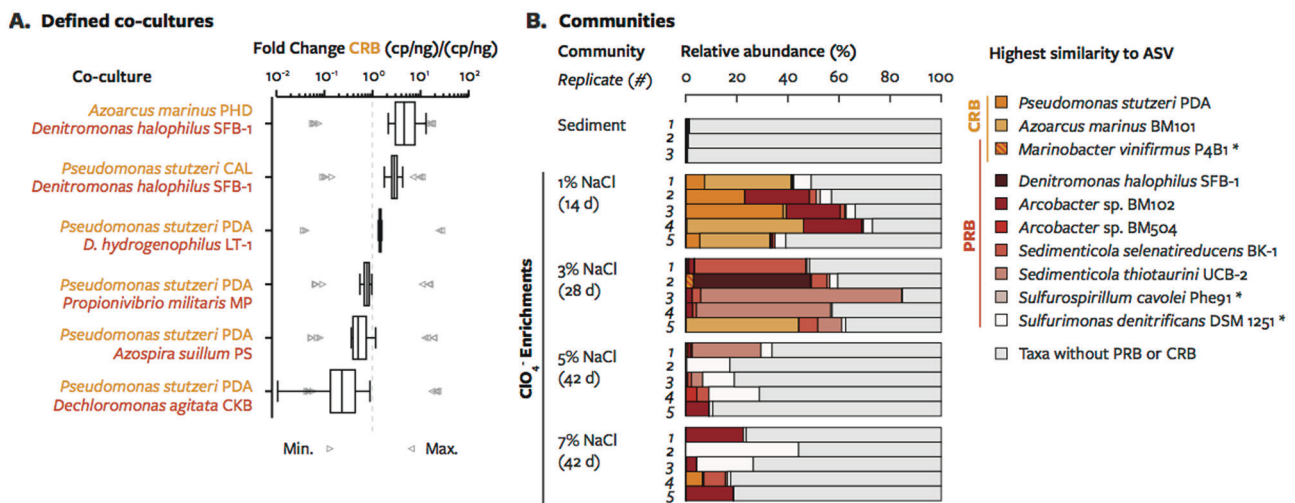 A. Defined co-cultures
Fold Change CRB (cp/ng)/(cp/ng)
Co-culture
10⁻² 10⁻¹ 10⁰ 10¹ 10²
Azoarcus marinus PHD
Denitromonas halophilus SFB-1
Pseudomonas stutzeri CAL
Denitromonas halophilus SFB-1
Pseudomonas stutzeri PDA
D. hydrogenophilus LT-1
Pseudomonas stutzeri PDA
Propionivibrio militaris MP
Pseudomonas stutzeri PDA
Azospira suillum PS
Pseudomonas stutzeri PDA
Dechloromonas agitata CKB
Min. Max.
B. Communities
Community Relative abundance (%)
Replicate (#) 0 20 40 60 80 100
Sediment
1
2
3
ClO₄⁻ Enrichments
1% NaCl
(14 d)
1
2
3
4
5
3% NaCl
(28 d)
1
2
3
4
5
5% NaCl
(42 d)
1
2
3
4
5
7% NaCl
(42 d)
1
2
3
4
5
Highest similarity to ASV
CRB
Pseudomonas stutzeri PDA
Azoarcus marinus BM101
Marinobacter vinifirmus P4B1 *
PRB
Denitromonas halophilus SFB-1
Arcobacter sp. BM102
Arcobacter sp. BM504
Sedimenticola selenatireducens BK-1
Sedimenticola thiotaurini UCB-2
Sulfurospirillum cavolei Phe91 *
Sulfurimonas denitrificans DSM 1251 *
Taxa without PRB or CRB